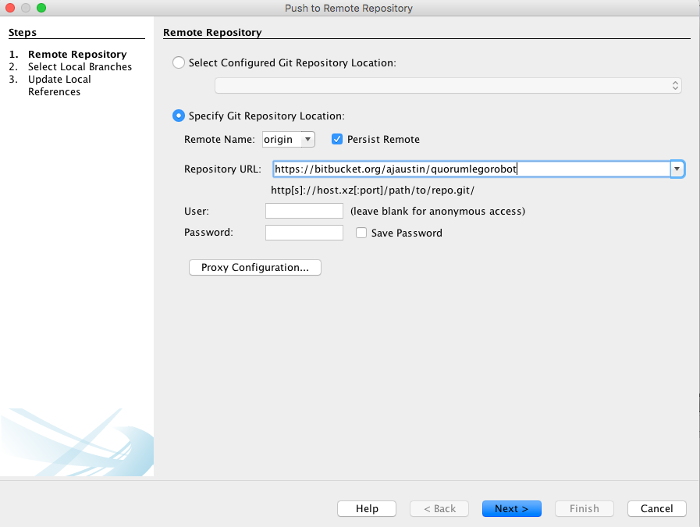 Push to Remote Repository
Steps
1. Remote Repository
2. Select Local Branches
3. Update Local
References
Remote Repository
Select Configured Git Repository Location:
Specify Git Repository Location:
Remote Name: origin Persist Remote
Repository URL: https://bitbucket.org/ajaustin/quorumlegorobot
http[s]://host.xz[:port]/path/to/repo.git/
User: (leave blank for anonymous access)
Password: Save Password
Proxy Configuration...
Help < Back Next > Finish Cancel